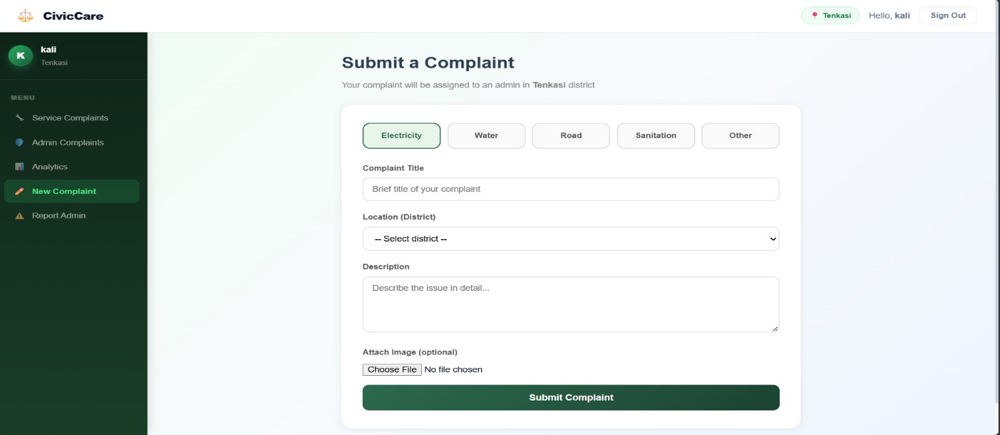 CivicCare
Tenkasi
Hello, kali
Sign Out
K
kali
Tenkasi
MENU
Service Complaints
Admin Complaints
Analytics
New Complaint
Report Admin
Submit a Complaint
Your complaint will be assigned to an admin in Tenkasi district
Electricity
Water
Road
Sanitation
Other
Complaint Title
Brief title of your complaint
Location (District)
-- Select district --
Description
Describe the issue in detail...
Attach Image (optional)
Choose File No file chosen
Submit Complaint